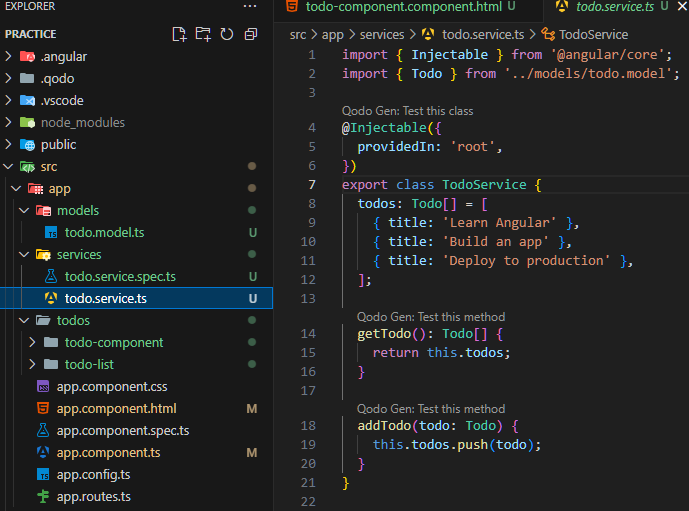 EXPLORER
PRACTICE
.angular
.qodo
.vscode
node_modules
public
src
app
models
todo.model.ts U
services
todo.service.spec.ts U
todo.service.ts U
todos
todo-component
todo-list
app.component.css
app.component.html M
app.component.spec.ts
app.component.ts M
app.config.ts
app.routes.ts
todo-component.component.html U
todo.service.ts U
src > app > services > todo.service.ts > TodoService
1 import { Injectable } from '@angular/core';
2 import { Todo } from '../models/todo.model';
3
Qodo Gen: Test this class
4 @Injectable({
5 providedIn: 'root',
6 })
7 export class TodoService {
8 todos: Todo[] = [
9 { title: 'Learn Angular' },
10 { title: 'Build an app' },
11 { title: 'Deploy to production' },
12 ];
13
Qodo Gen: Test this method
14 getTodo(): Todo[] {
15 return this.todos;
16 }
17
Qodo Gen: Test this method
18 addTodo(todo: Todo) {
19 this.todos.push(todo);
20 }
21 }
22